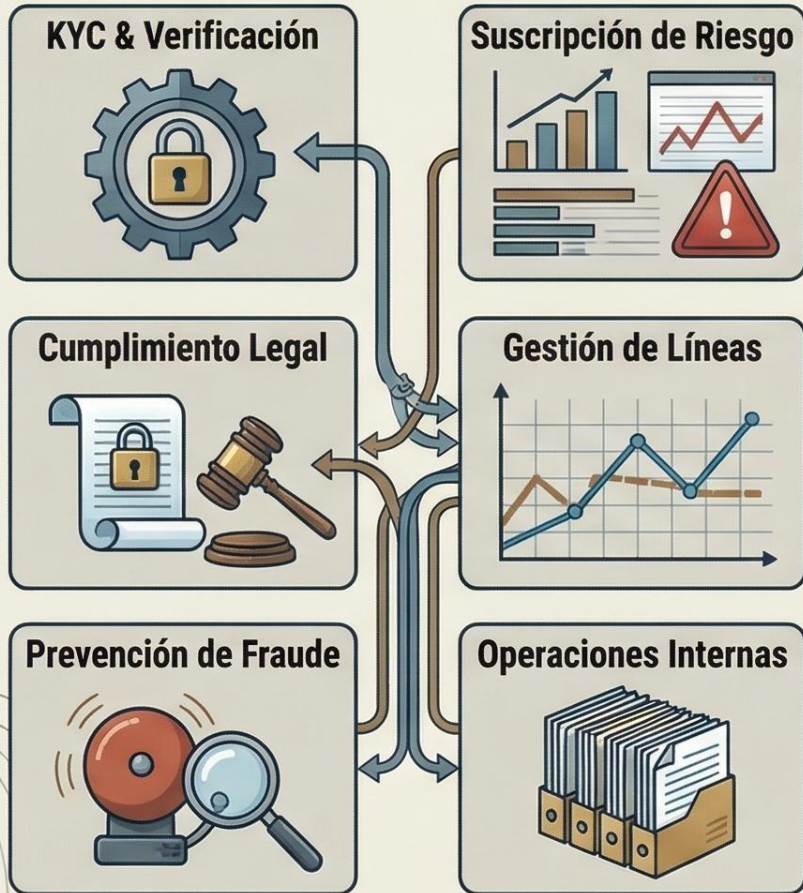 KYC & Verificación
Suscripción de Riesgo
Cumplimiento Legal
Gestión de Líneas
Prevención de Fraude
Operaciones Internas